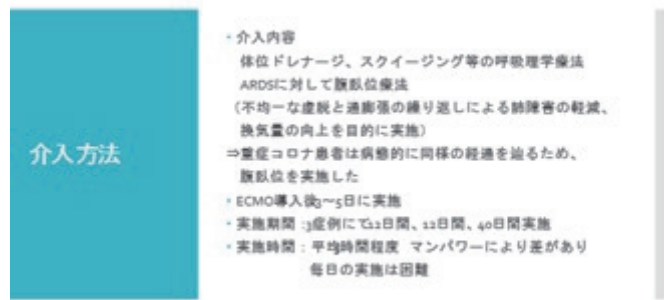 介入方法
・介入内容
体位ドレナージ、スクイージング等の呼吸理学療法
ARDSに対して腹臥位療法
（不均一な虚脱と過膨張の繰り返しによる肺障害の軽減、
換気量の向上を目的に実施）
⇒重症コロナ患者は病態的に同様の経過を辿るため、
腹臥位を実施した
・ECMO導入後3〜5日に実施
・実施期間：3症例にて12日間、12日間、40日間実施
・実施時間：平均時間程度 マンパワーにより差があり
毎日の実施は困難